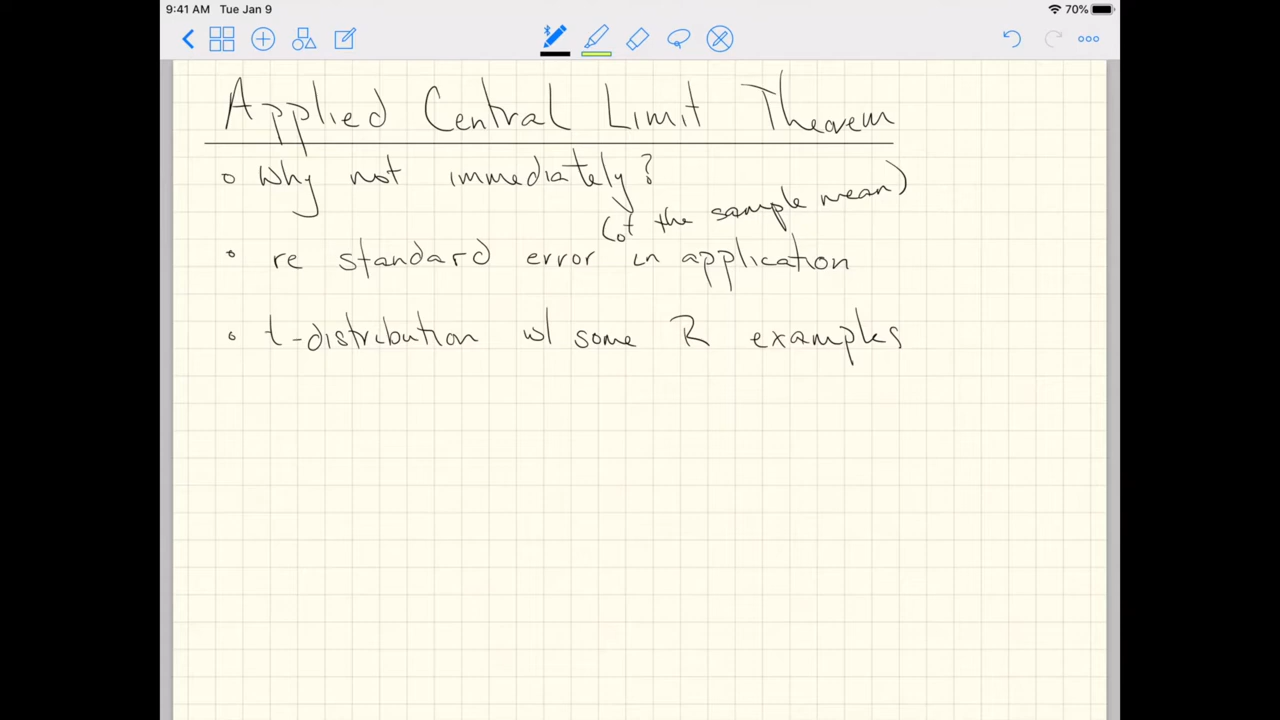 9:41 AM Tue Jan 9
70%
Applied Central Limit Theorem
Why not immediately?
(of the sample mean)
re standard error in application
t-distribution w/ some R examples